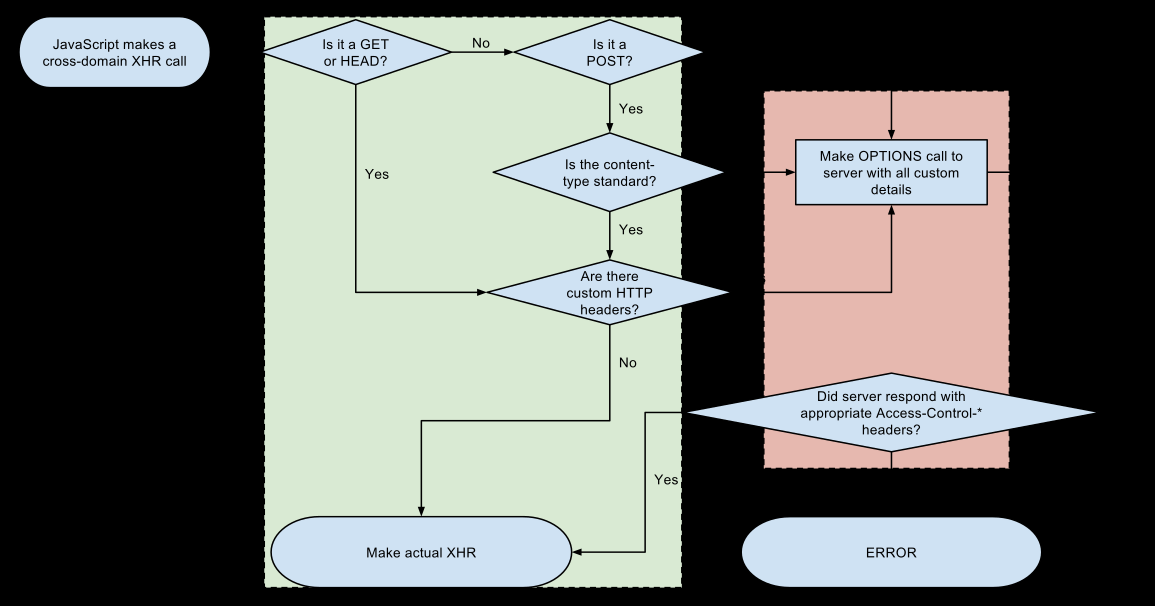 JavaScript makes a
cross-domain XHR call
Is it a GET
or HEAD?
No
Is it a
POST?
Yes
Is the content-
type standard?
Yes
Make OPTIONS call to
server with all custom
details
Yes
Are there
custom HTTP
headers?
No
Did server respond with
appropriate Access-Control-*
headers?
Yes
Make actual XHR
ERROR